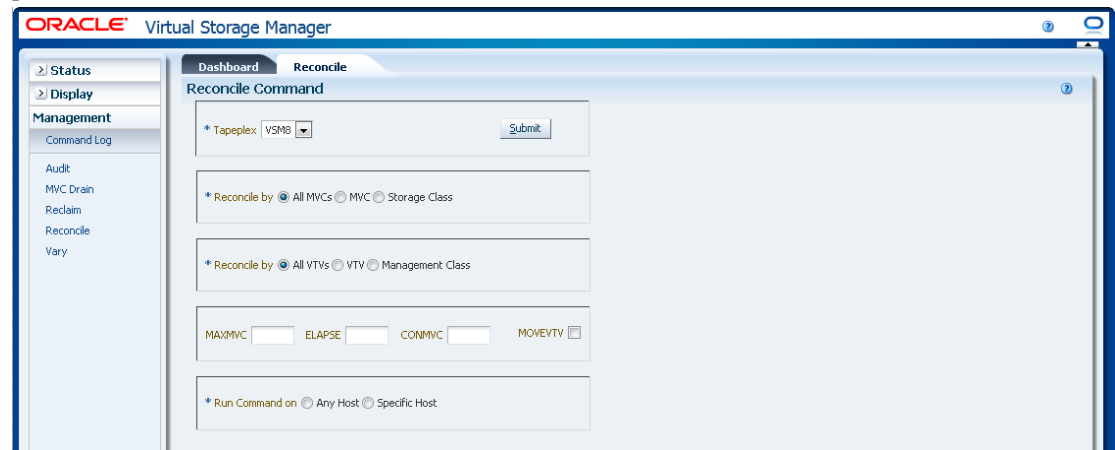 ORACLE Virtual Storage Manager
Status
Display
Management
Command Log
Audit
MVC Drain
Reclaim
Reconcile
Vary
Dashboard Reconcile
Reconcile Command
* Tapeplex VSM8 Submit
* Reconcile by All MVCs MVC Storage Class
* Reconcile by All VTVs VTV Management Class
MAXMVC ELAPSE CONMVC MOVEVTV
* Run Command on Any Host Specific Host